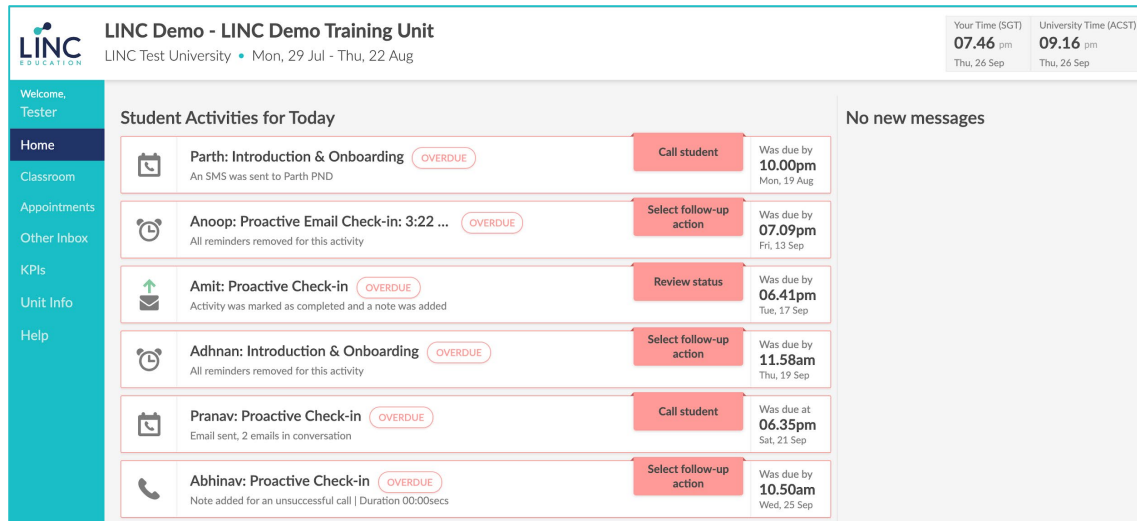 LINC
EDUCATION
LINC Demo - LINC Demo Training Unit
LINC Test University • Mon, 29 Jul - Thu, 22 Aug
Your Time (SGT)
07.46 pm
Thu, 26 Sep
University Time (ACST)
09.16 pm
Thu, 26 Sep
Welcome,
Tester
Home
Classroom
Appointments
Other Inbox
KPIs
Unit Info
Help
Student Activities for Today
Parth: Introduction & Onboarding OVERDUE
An SMS was sent to Parth PND
Call student
Was due by
10.00pm
Mon, 19 Aug
Anoop: Proactive Email Check-in: 3:22 ... OVERDUE
All reminders removed for this activity
Select follow-up
action
Was due by
07.09pm
Fri, 13 Sep
Amit: Proactive Check-in OVERDUE
Activity was marked as completed and a note was added
Review status
Was due by
06.41pm
Tue, 17 Sep
Adhnan: Introduction & Onboarding OVERDUE
All reminders removed for this activity
Select follow-up
action
Was due by
11.58am
Thu, 19 Sep
Pranav: Proactive Check-in OVERDUE
Email sent, 2 emails in conversation
Call student
Was due at
06.35pm
Sat, 21 Sep
Abhinav: Proactive Check-in OVERDUE
Note added for an unsuccessful call | Duration 00:00secs
Select follow-up
action
Was due by
10.50am
Wed, 25 Sep
No new messages